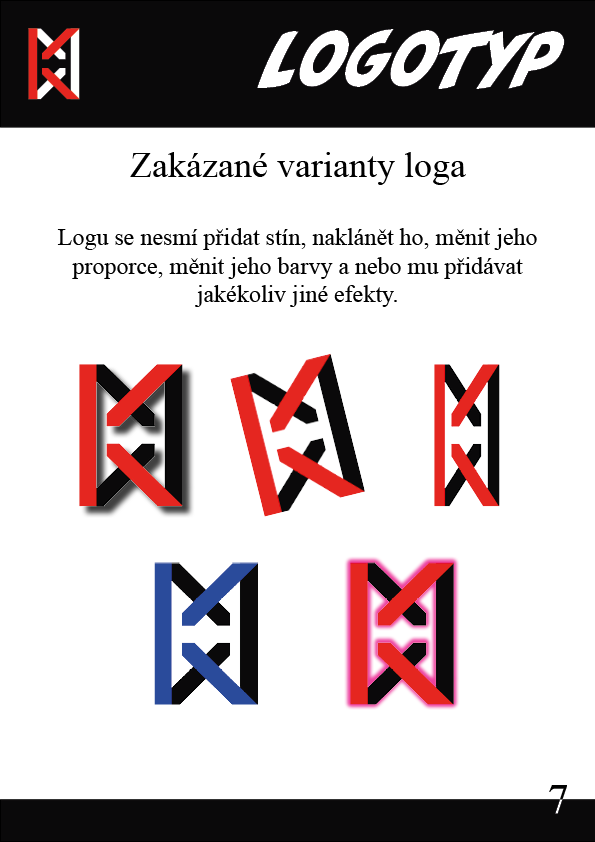 LOGOTYP
Zakázané varianty loga
Logu se nesmí přidat stín, naklánět ho, měnit jeho
proporce, měnit jeho barvy a nebo mu přidávat
jakékoliv jiné efekty.
7